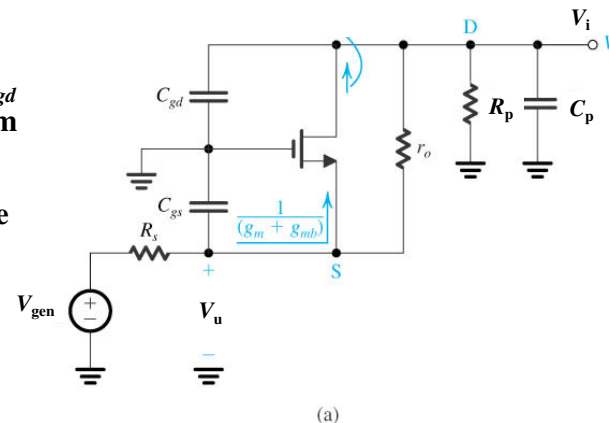 V_i
D
V
gd
m
C_gd
R_p
C_p
r_o
e
C_gs
1
(g_m + g_mb)
R_s
+
S
V_gen
+
−
V_u
−
(a)